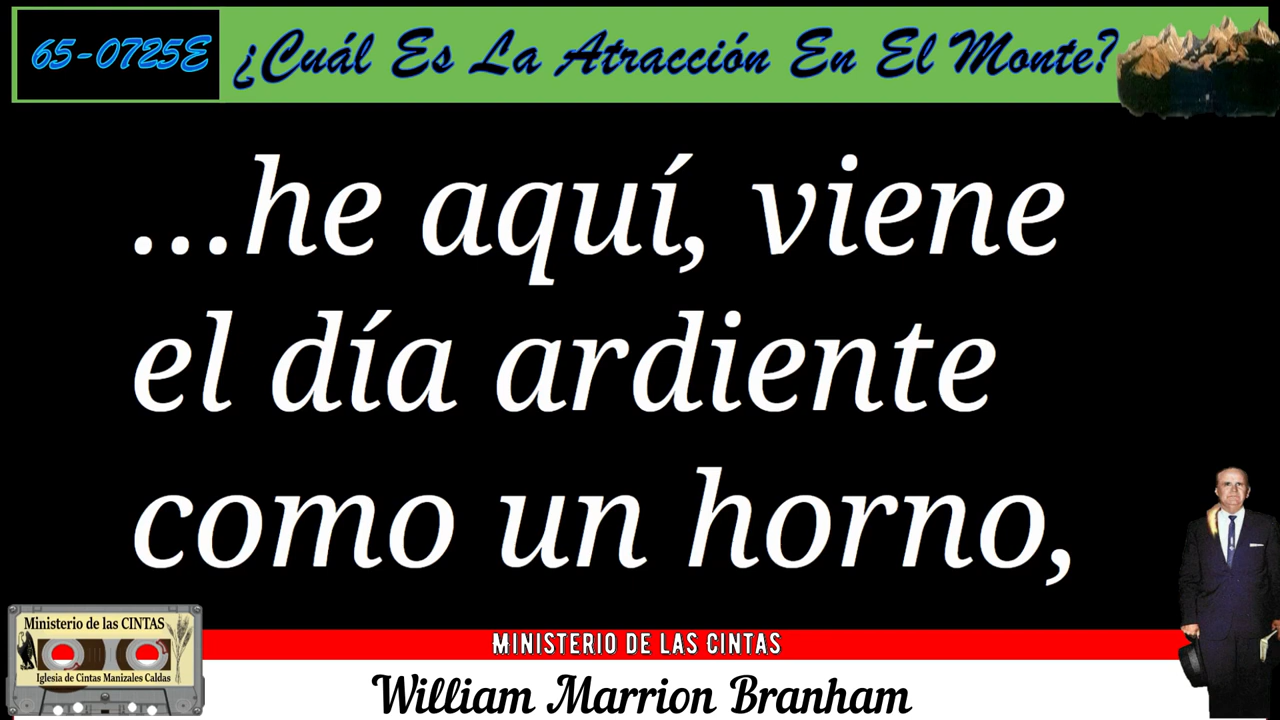 65-0725E ¿Cuál Es La Atracción En El Monte?
...he aquí, viene
el día ardiente
como un horno,
Ministerio de las CINTAS
Iglesia de Cintas Manizales Caldas
MINISTERIO DE LAS CINTAS
William Marrion Branham